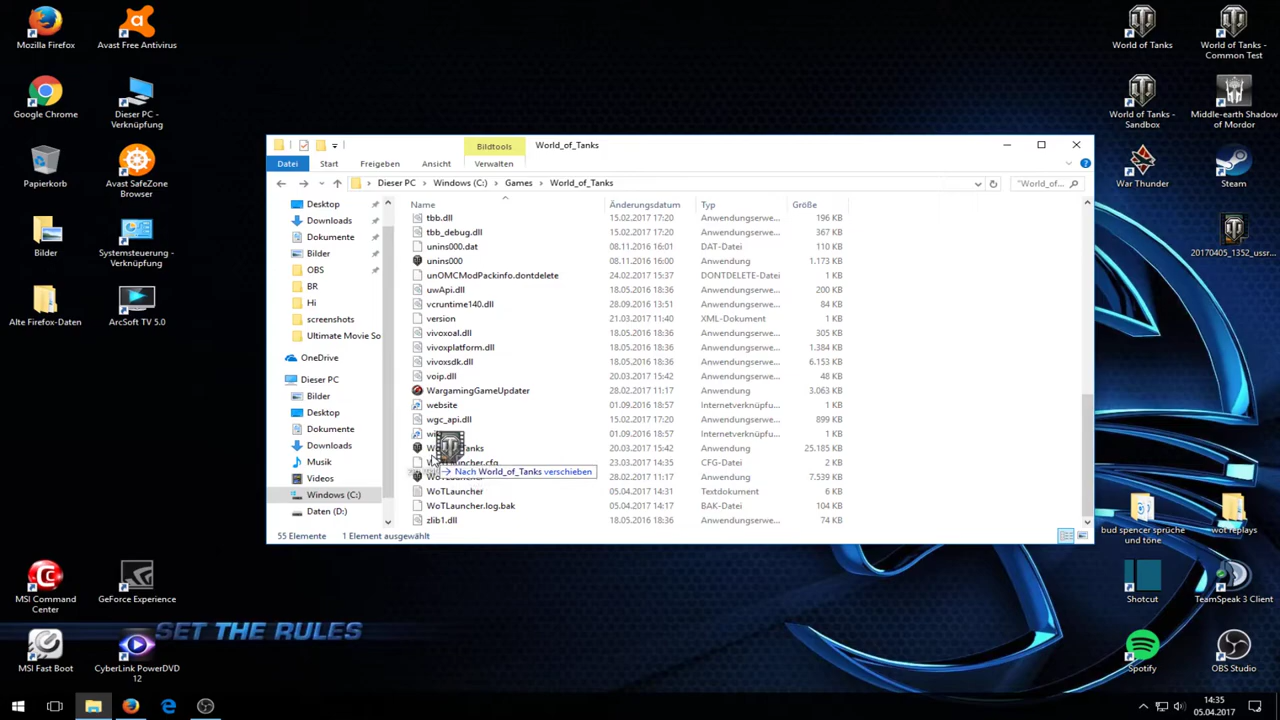 Mozilla Firefox
Avast Free Antivirus
Google Chrome
Dieser PC -
Verknüpfung
Papierkorb
Avast SafeZone
Browser
Bilder
Systemsteuerung -
Verknüpfung
Alte Firefox-Daten
ArcSoft TV 5.0
MSI Command
Center
GeForce Experience
MSI Fast Boot
CyberLink PowerDVD
12
SET THE RULES
World of Tanks
World of Tanks -
Common Test
World of Tanks -
Sandbox
Middle-earth Shadow
of Mordor
War Thunder
Steam
20170405_1352_ussr...
bud spencer sprüche
und töne
wot replays
Shotcut
TeamSpeak 3 Client
Spotify
OBS Studio
Bildtools
World_of_Tanks
Datei
Start
Freigeben
Ansicht
Verwalten
Dieser PC
Windows (C:)
Games
World_of_Tanks
"World_of...
Desktop
Downloads
Dokumente
Bilder
OBS
BR
Hi
screenshots
Ultimate Movie So
OneDrive
Dieser PC
Bilder
Desktop
Dokumente
Downloads
Musik
Videos
Windows (C:)
Daten (D:)
Name Änderungsdatum Typ Größe
tbb.dll 15.02.2017 17:20 Anwendungserwe... 196 KB
tbb_debug.dll 15.02.2017 17:20 Anwendungserwe... 367 KB
unins000.dat 08.11.2016 16:01 DAT-Datei 110 KB
unins000 08.11.2016 16:00 Anwendung 1.173 KB
unOMCModPackinfo.dontdelete 24.02.2017 15:37 DONTDELETE-Datei 1 KB
uwApi.dll 18.05.2016 18:36 Anwendungserwe... 200 KB
vcruntime140.dll 28.09.2016 13:51 Anwendungserwe... 84 KB
version 21.03.2017 11:40 XML-Dokument 1 KB
vivoxoal.dll 18.05.2016 18:36 Anwendungserwe... 305 KB
vivoxplatform.dll 18.05.2016 18:36 Anwendungserwe... 1.384 KB
vivoxsdk.dll 18.05.2016 18:36 Anwendungserwe... 6.153 KB
voip.dll 20.03.2017 15:42 Anwendungserwe... 48 KB
WargamingGameUpdater 28.02.2017 11:17 Anwendung 3.063 KB
website 01.09.2016 18:57 Internetverknüpfu... 1 KB
wgc_api.dll 15.02.2017 17:20 Anwendungserwe... 899 KB
01.09.2016 18:57 Internetverknüpfu... 1 KB
20.03.2017 15:42 Anwendung 25.185 KB
23.03.2017 14:35 CFG-Datei 1 KB
Nach World_of_Tanks verschieben
28.02.2017 11:17 Anwendung 7.539 KB
WoTLauncher 05.04.2017 14:31 Textdokument 6 KB
WoTLauncher.log.bak 05.04.2017 14:17 BAK-Datei 104 KB
zlib1.dll 18.05.2016 18:36 Anwendungserwe... 74 KB
55 Elemente 1 Element ausgewählt
14:35
05.04.2017